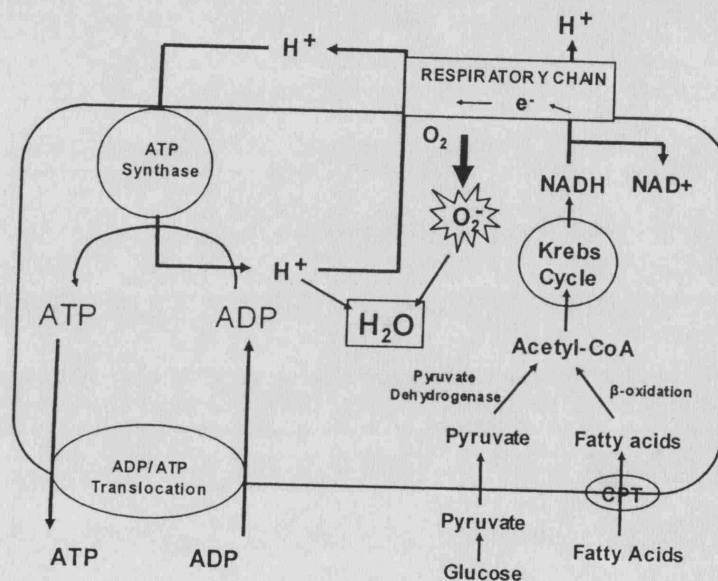 H+
H+
RESPIRATORY CHAIN
e-
O2
ATP
Synthase
NADH
NAD+
O2-
Krebs
Cycle
H+
ATP
ADP
H2O
Acetyl-CoA
Pyruvate
Dehydrogenase
β-oxidation
Pyruvate
Fatty acids
ADP/ATP
Translocation
CPT
Pyruvate
ATP
ADP
Fatty Acids
Glucose